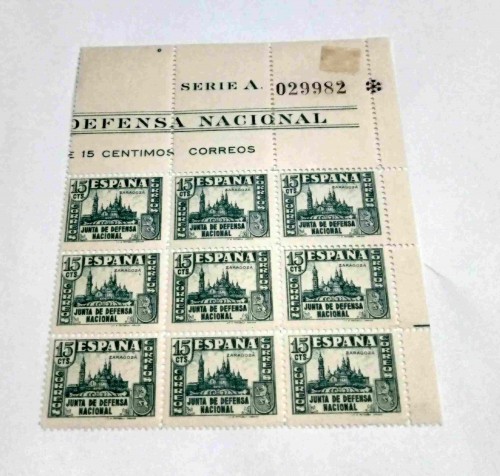 SERIE A. 029982
DEFENSA NACIONAL
E 15 CENTIMOS CORREOS
15 CTS ESPAÑA CORREOS
ZARAGOZA
JUNTA DE DEFENSA
NACIONAL
15 CTS ESPAÑA CORREOS
ZARAGOZA
JUNTA DE DEFENSA
NACIONAL
15 CTS ESPAÑA CORREOS
ZARAGOZA
JUNTA DE DEFENSA
NACIONAL
15 CTS ESPAÑA CORREOS
ZARAGOZA
JUNTA DE DEFENSA
NACIONAL
15 CTS ESPAÑA CORREOS
ZARAGOZA
JUNTA DE DEFENSA
NACIONAL
15 CTS ESPAÑA CORREOS
ZARAGOZA
JUNTA DE DEFENSA
NACIONAL
15 CTS ESPAÑA CORREOS
ZARAGOZA
JUNTA DE DEFENSA
NACIONAL
15 CTS ESPAÑA CORREOS
ZARAGOZA
JUNTA DE DEFENSA
NACIONAL
15 CTS ESPAÑA CORREOS
ZARAGOZA
JUNTA DE DEFENSA
NACIONAL